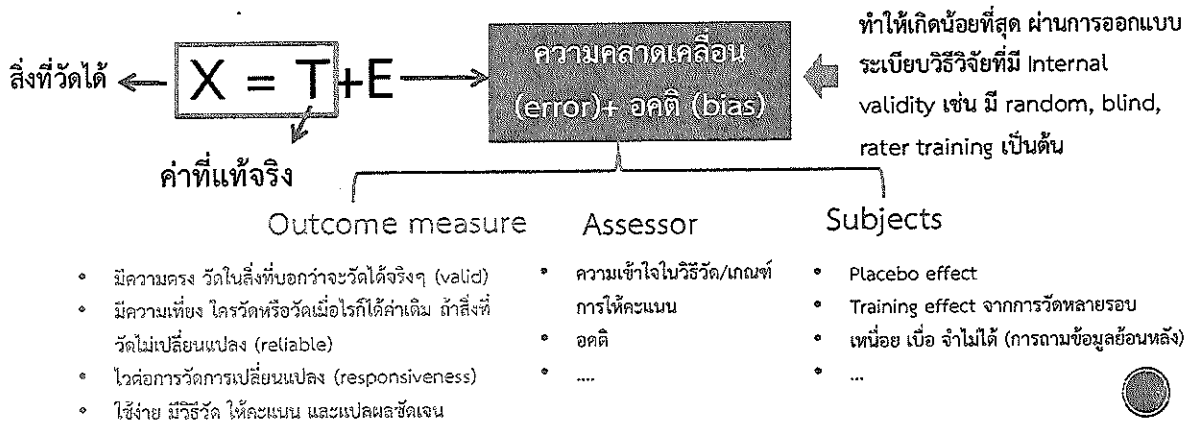 สิ่งที่วัดได้
X = T+E
ค่าที่แท้จริง
ความคลาดเคลื่อน
(error)+ อคติ (bias)
ทำให้เกิดน้อยที่สุด ผ่านการออกแบบ
ระเบียบวิธีวิจัยที่มี Internal
validity เช่น มี random, blind,
rater training เป็นต้น
Outcome measure
• มีความตรง วัดในสิ่งที่บอกว่าจะวัดได้จริงๆ (valid)
• มีความเที่ยง ใครวัดหรือวัดเมื่อไรก็ได้ค่าเดิม ถ้าสิ่งที่
วัดไม่เปลี่ยนแปลง (reliable)
• ไวต่อการวัดการเปลี่ยนแปลง (responsiveness)
• ใช้ง่าย มีวิธีวัด ให้คะแนน และแปลผลชัดเจน
Assessor
• ความเข้าใจในวิธีวัด/เกณฑ์
การให้คะแนน
• อคติ
• ....
Subjects
• Placebo effect
• Training effect จากการวัดหลายรอบ
• เหนื่อย เบื่อ จำไม่ได้ (การถามข้อมูลย้อนหลัง)
• ...